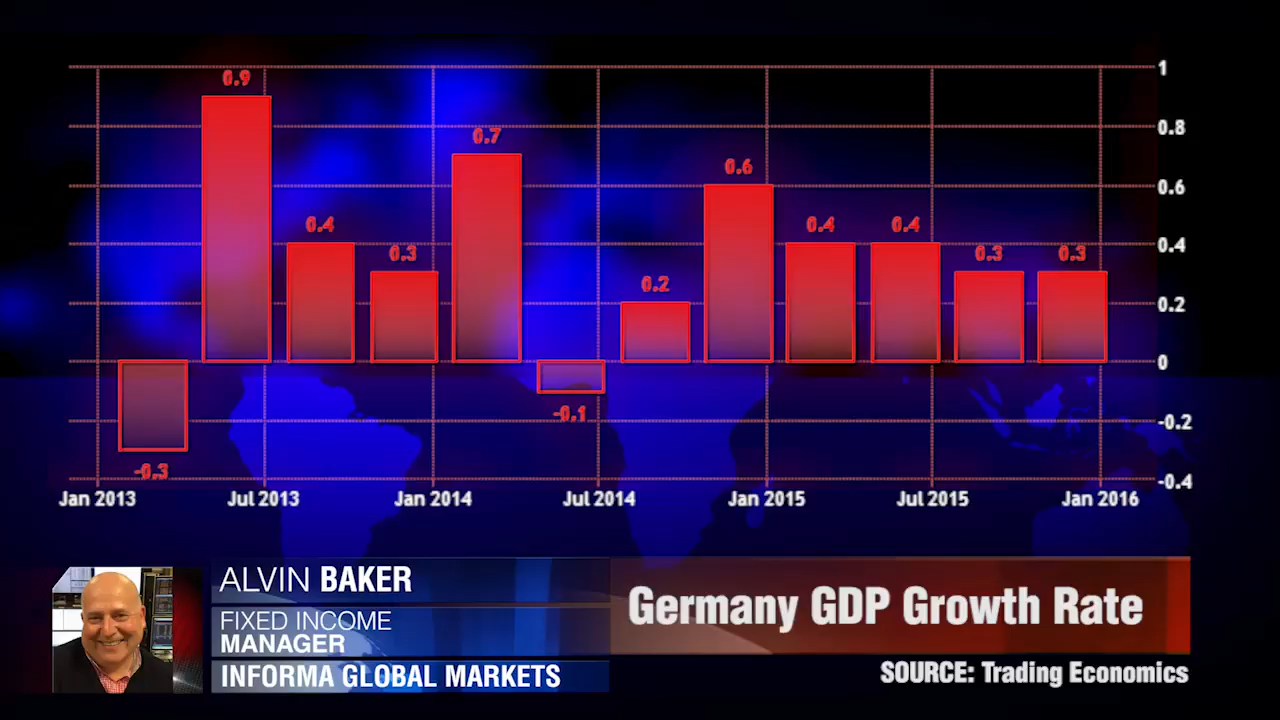 0.9
0.7
0.6
0.4
0.3
0.4
0.4
0.3
0.3
0.2
-0.1
-0.3
1
0.8
0.6
0.4
0.2
0
-0.2
-0.4
Jan 2013 Jul 2013 Jan 2014 Jul 2014 Jan 2015 Jul 2015 Jan 2016
ALVIN BAKER
FIXED INCOME
MANAGER
INFORMA GLOBAL MARKETS
Germany GDP Growth Rate
SOURCE: Trading Economics